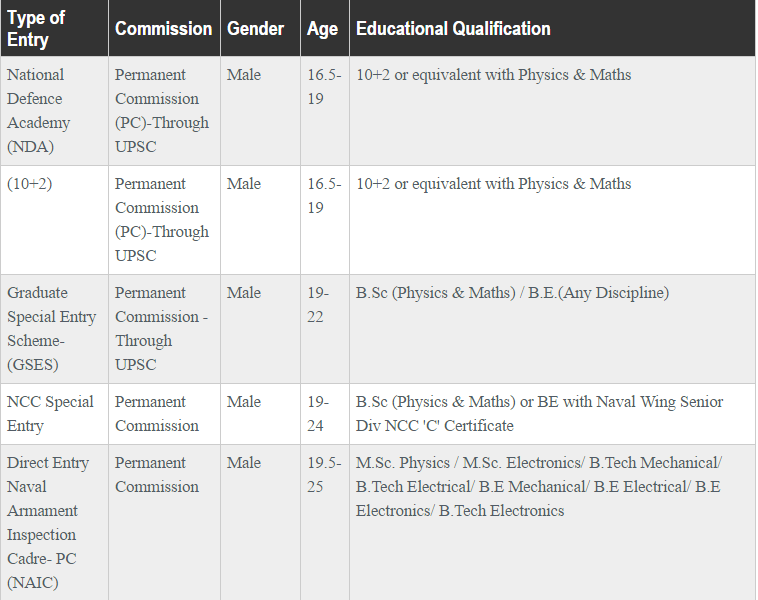 Type of Entry Commission Gender Age Educational Qualification
National Defence Academy (NDA) Permanent Commission (PC)-Through UPSC Male 16.5-19 10+2 or equivalent with Physics & Maths
(10+2) Permanent Commission (PC)-Through UPSC Male 16.5-19 10+2 or equivalent with Physics & Maths
Graduate Special Entry Scheme-(GSES) Permanent Commission - Through UPSC Male 19-22 B.Sc (Physics & Maths) / B.E.(Any Discipline)
NCC Special Entry Permanent Commission Male 19-24 B.Sc (Physics & Maths) or BE with Naval Wing Senior Div NCC 'C' Certificate
Direct Entry Naval Armament Inspection Cadre- PC (NAIC) Permanent Commission Male 19.5-25 M.Sc. Physics / M.Sc. Electronics/ B.Tech Mechanical/ B.Tech Electrical/ B.E Mechanical/ B.E Electrical/ B.E Electronics/ B.Tech Electronics